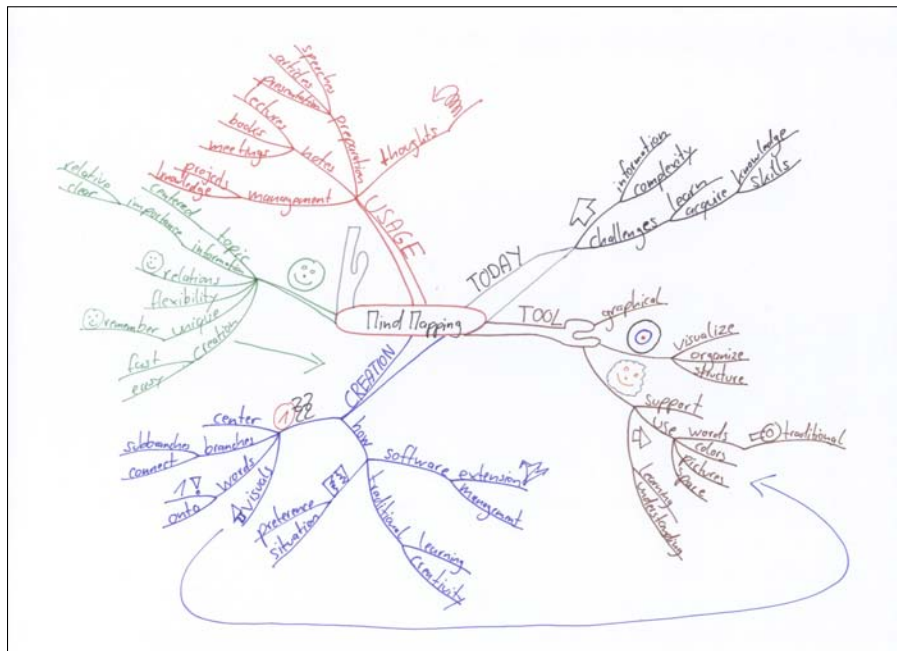 Mind Mapping
USAGE
thoughts
preparation
speeches
articles
presentation
notes
lectures
books
meetings
management
projects
knowledge
TODAY
challenges
information
complexity
learn
acquire
knowledge
skills
TOOL
graphical
visualize
organize
structure
support
use
words
traditional
colors
pictures
space
learning
understanding
CREATION
how
software
extension
management
traditional
learning
creativity
preference
situation
1
center
branches
subbranches
connect
words
1!
onto
visuals
topic
centered
information
importance
relative
clear
relations
flexibility
unique
remember
creation
fast
easy